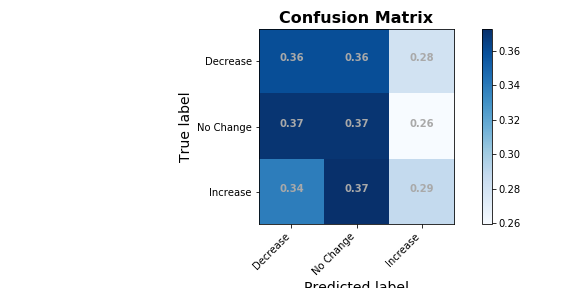 Confusion Matrix
True label
Decrease 0.36 0.36 0.28
No Change 0.37 0.37 0.26
Increase 0.34 0.37 0.29
Decrease No Change Increase
Predicted label
0.36
0.34
0.32
0.30
0.28
0.26